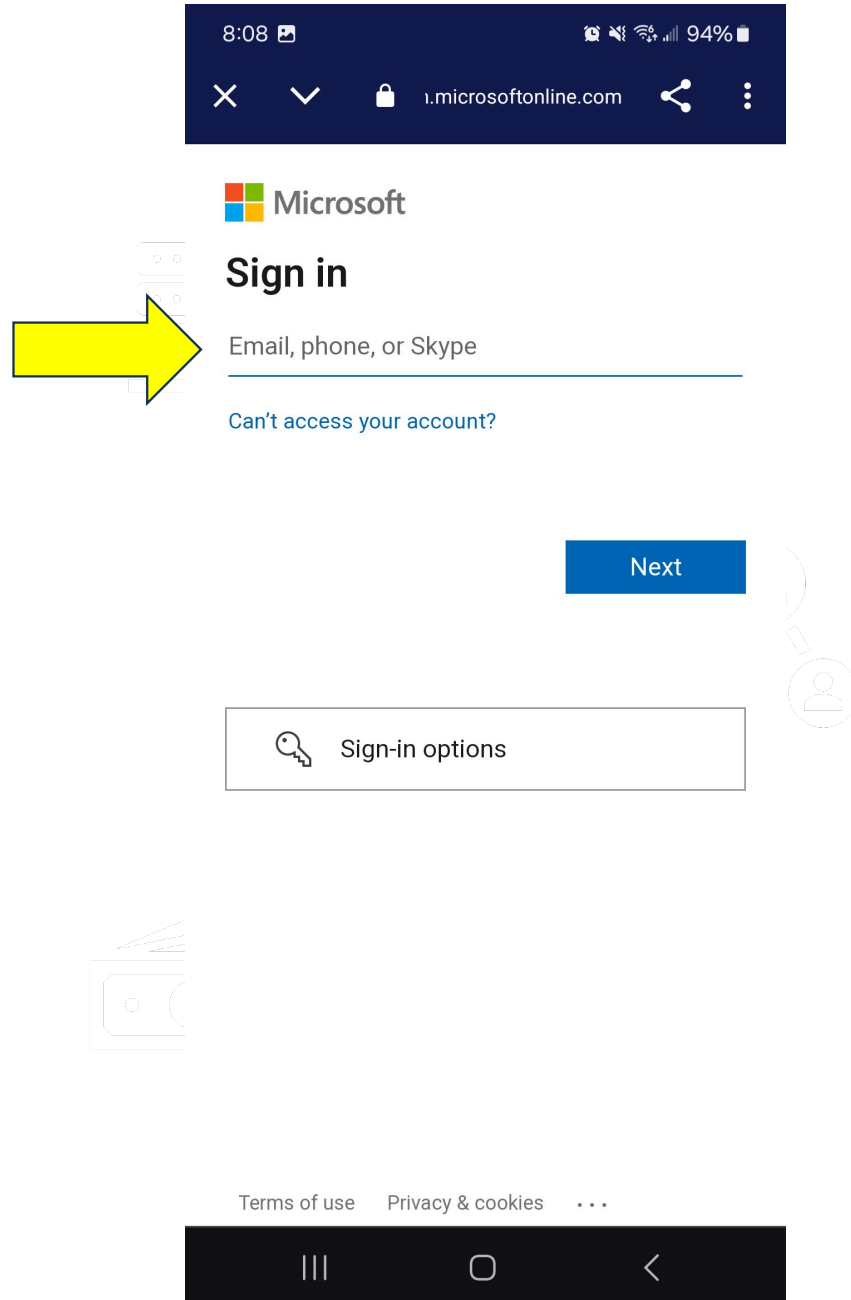 8:08 94%
.microsoftonline.com
Microsoft
Sign in
Email, phone, or Skype
Can't access your account?
Next
Sign-in options
Terms of use Privacy & cookies ...